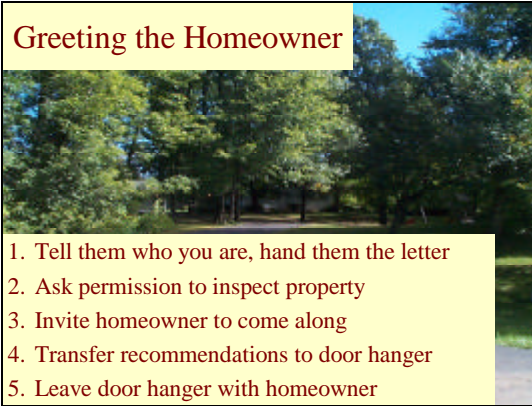 Greeting the Homeowner
1. Tell them who you are, hand them the letter
2. Ask permission to inspect property
3. Invite homeowner to come along
4. Transfer recommendations to door hanger
5. Leave door hanger with homeowner